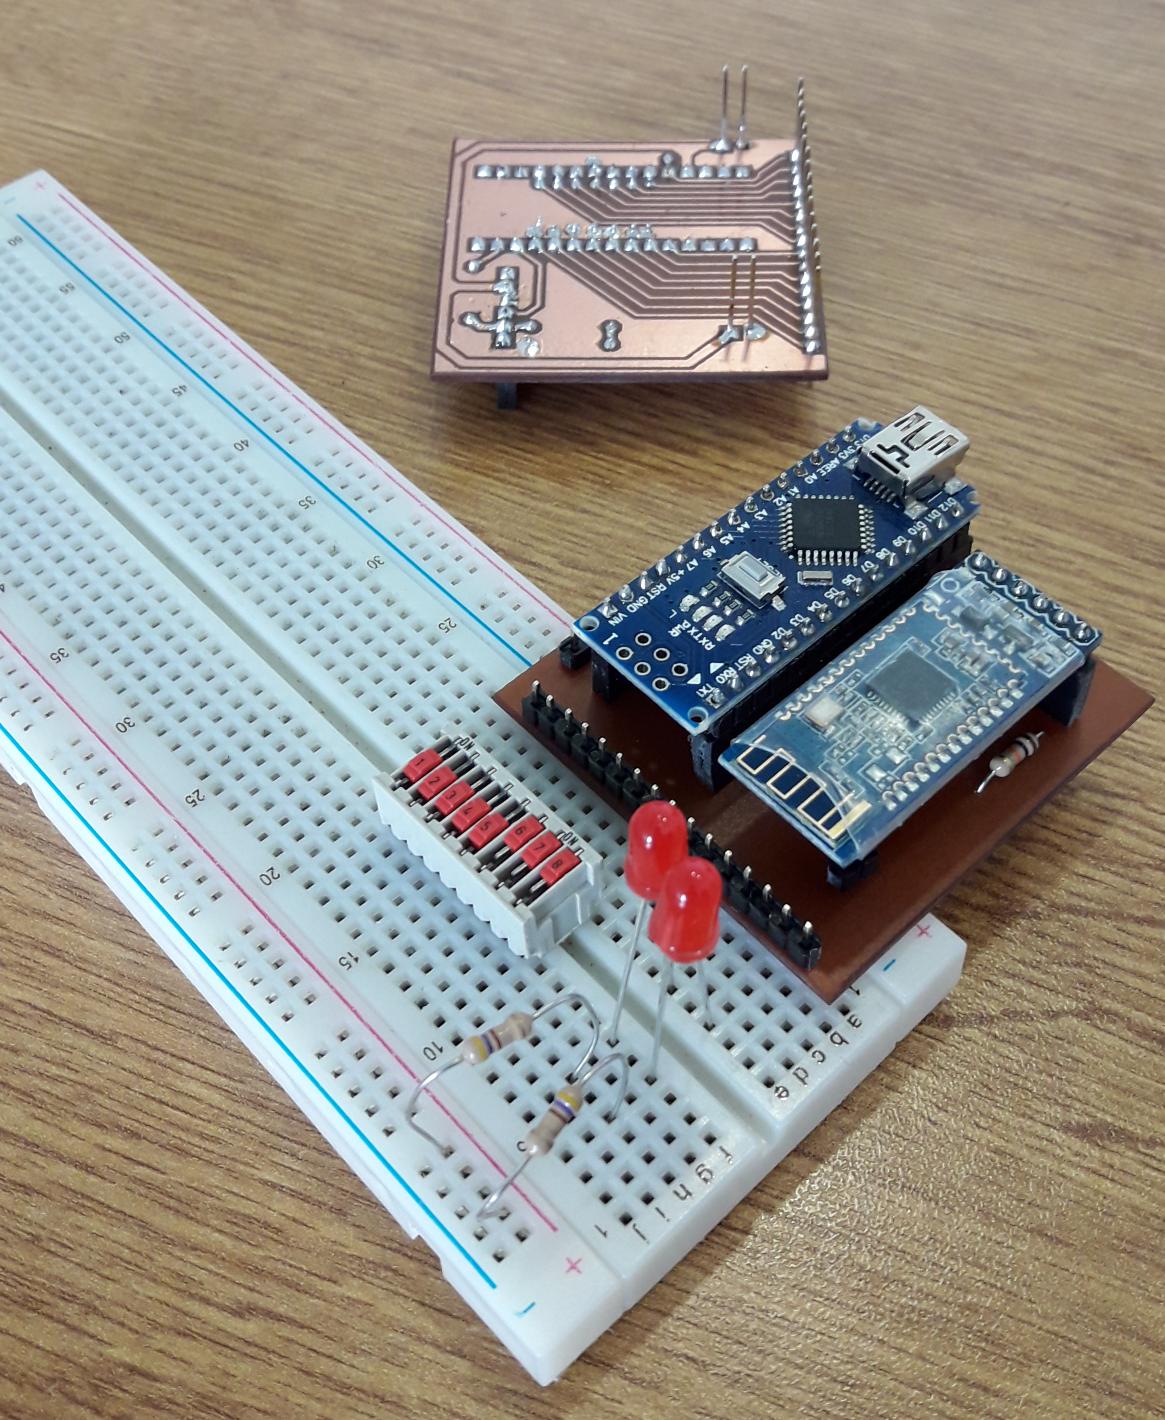 +
60
55
50
45
40
35
30
25
D13 3V3 AREF A0 A1 A2 A3 A4 A5 A6 A7 +5V RST GND VIN
D12 D11 D10 D9 D8 D7 D6 D5 D4 D3 D2 GND RST RX0 TX1
L
RX TX PWR
1
35
30
25
20
15
10
5
1
ON
1 2 3 4 5 6 7 8
ON
+
-
1
a b c d e
f g h i j
+
-